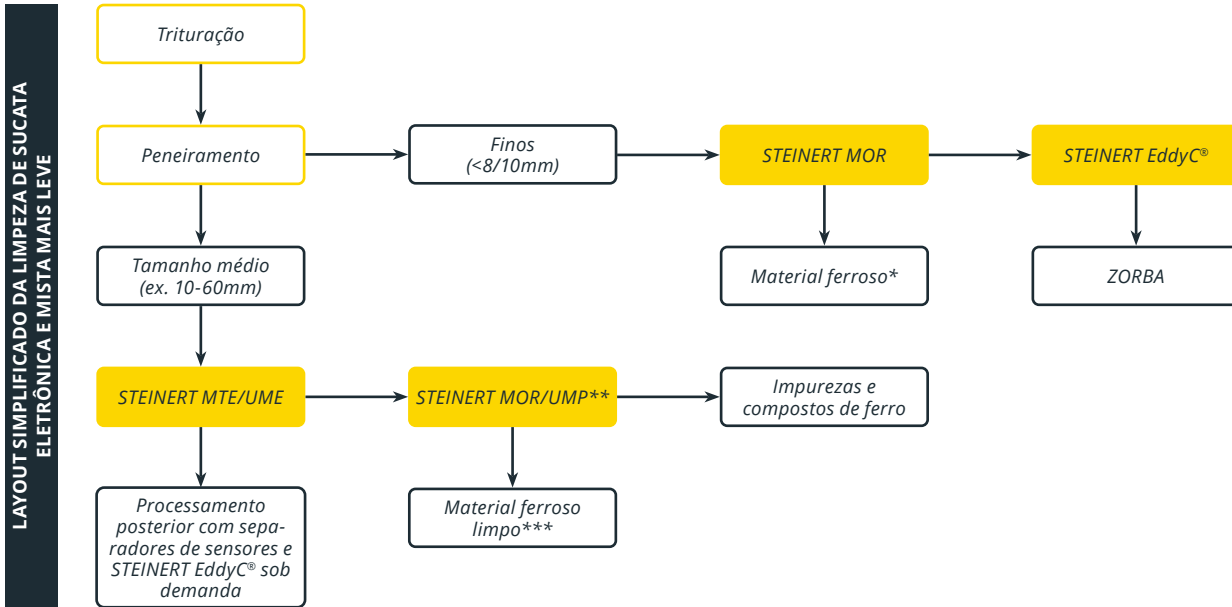 LAYOUT SIMPLIFICADO DA LIMPEZA DE SUCATA
ELETRÔNICA E MISTA MAIS LEVE
Trituração
Peneiramento
Finos
(<8/10mm)
STEINERT MOR
STEINERT EddyC®
Tamanho médio
(ex. 10-60mm)
Material ferroso*
ZORBA
STEINERT MTE/UME
STEINERT MOR/UMP**
Impurezas e
compostos de ferro
Processamento
posterior com sepa-
radores de sensores e
STEINERT EddyC® sob
demanda
Material ferroso
limpo***